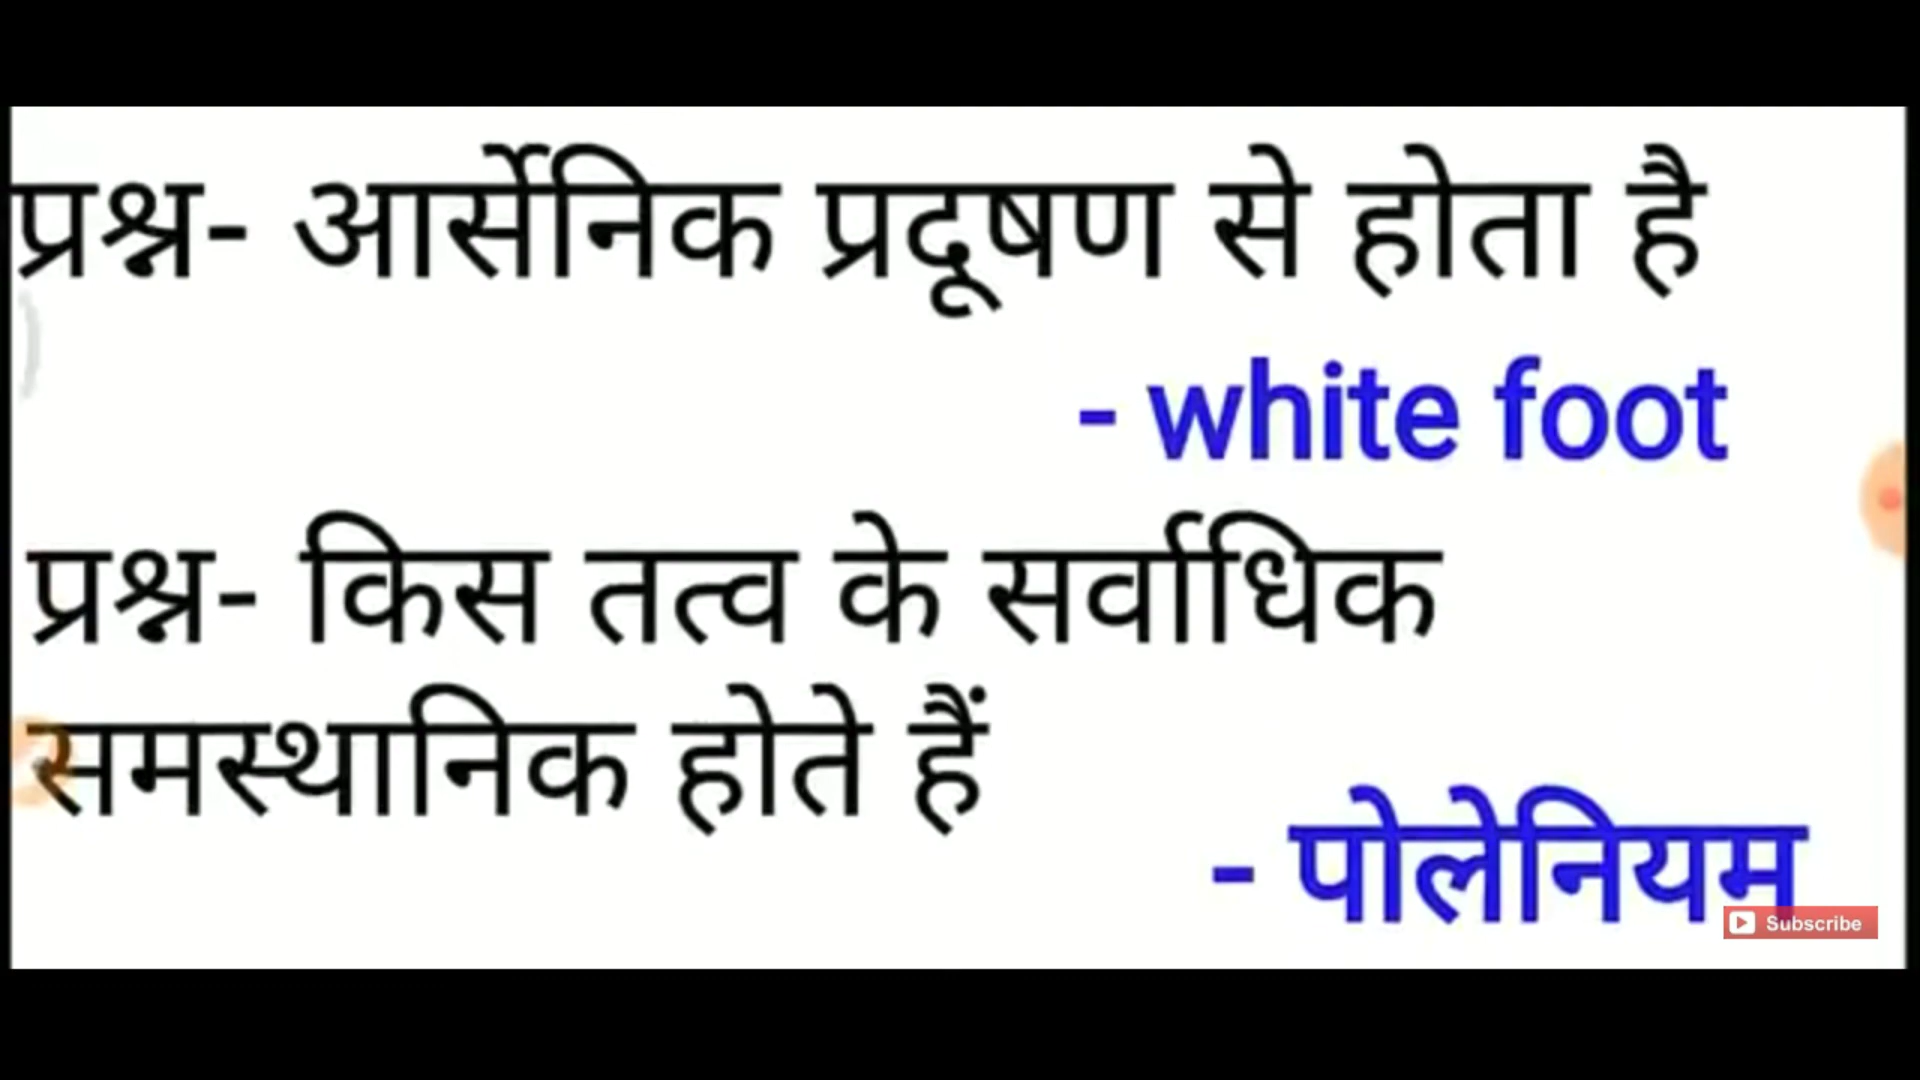 प्रश्न- आर्सेनिक प्रदूषण से होता है
- white foot
प्रश्न- किस तत्व के सर्वाधिक
समस्थानिक होते हैं
- पोलेनियम
Subscribe